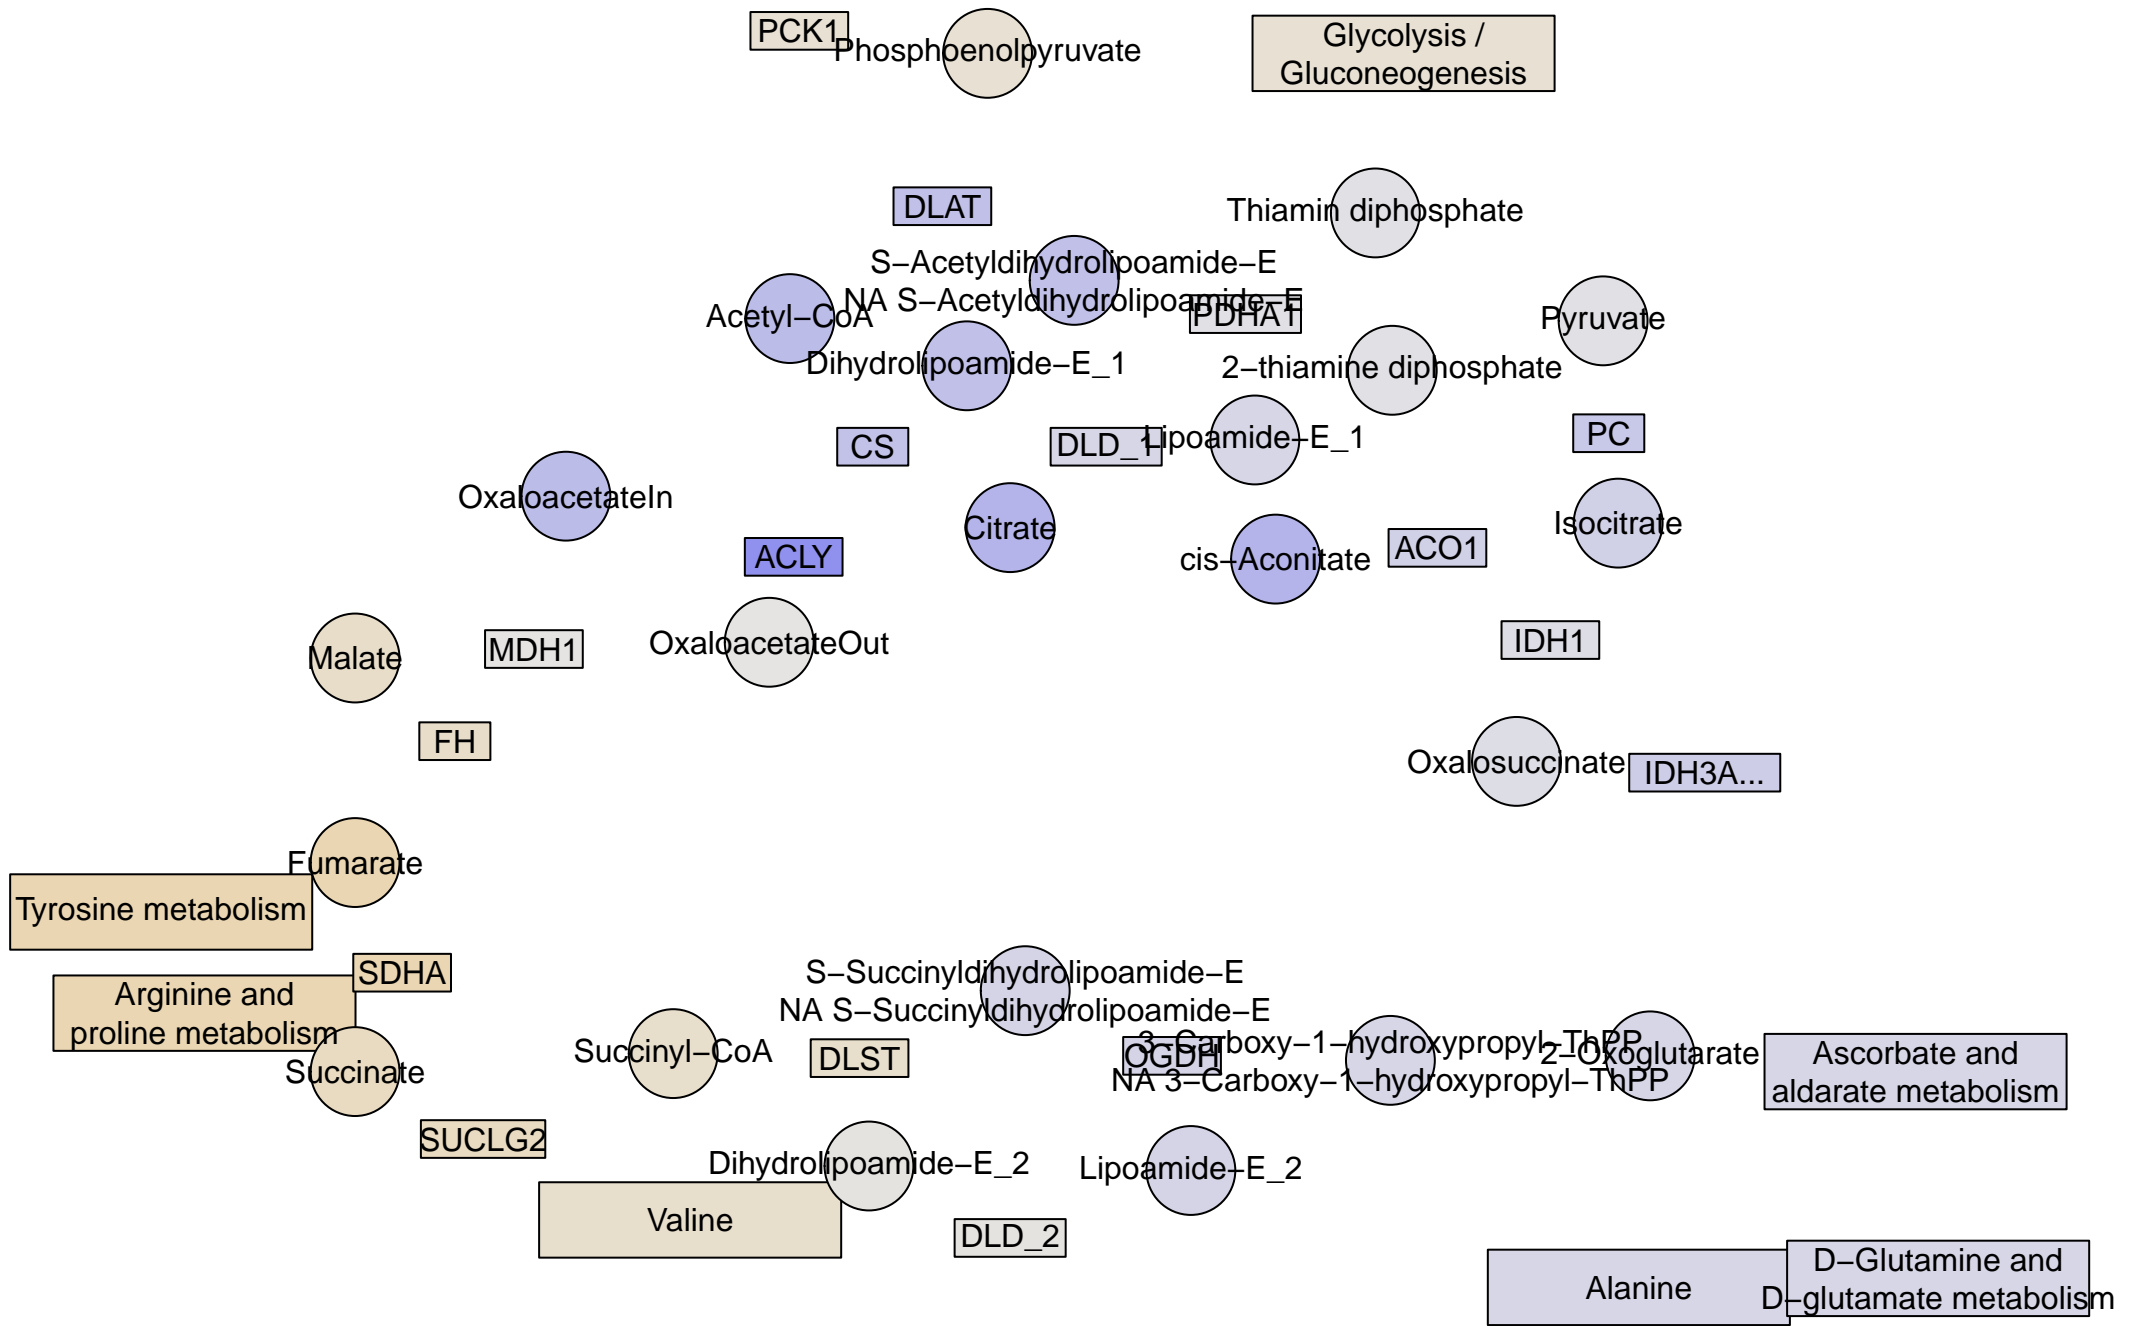 PCK1
Phosphoenolpyruvate
Glycolysis /
Gluconeogenesis
DLAT
Thiamin diphosphate
S−Acetyldihydrolipoamide−E
NA S−Acetyldihydrolipoamide−E
Acetyl−CoA
PDHA1
Pyruvate
Dihydrolipoamide−E_1
2−thiamine diphosphate
CS
DLD_1
Lipoamide−E_1
PC
OxaloacetateIn
Citrate
Isocitrate
ACLY
cis−Aconitate
ACO1
Malate
MDH1
OxaloacetateOut
IDH1
FH
Oxalosuccinate
IDH3A...
Fumarate
Tyrosine metabolism
SDHA
Arginine and
proline metabolism
S−Succinyldihydrolipoamide−E
NA S−Succinyldihydrolipoamide−E
Succinate
Succinyl−CoA
DLST
OGDH
3−Carboxy−1−hydroxypropyl−ThPP
NA 3−Carboxy−1−hydroxypropyl−ThPP
2−Oxoglutarate
Ascorbate and
aldarate metabolism
SUCLG2
Dihydrolipoamide−E_2
Lipoamide−E_2
Valine
DLD_2
Alanine
D−Glutamine and
D−glutamate metabolism